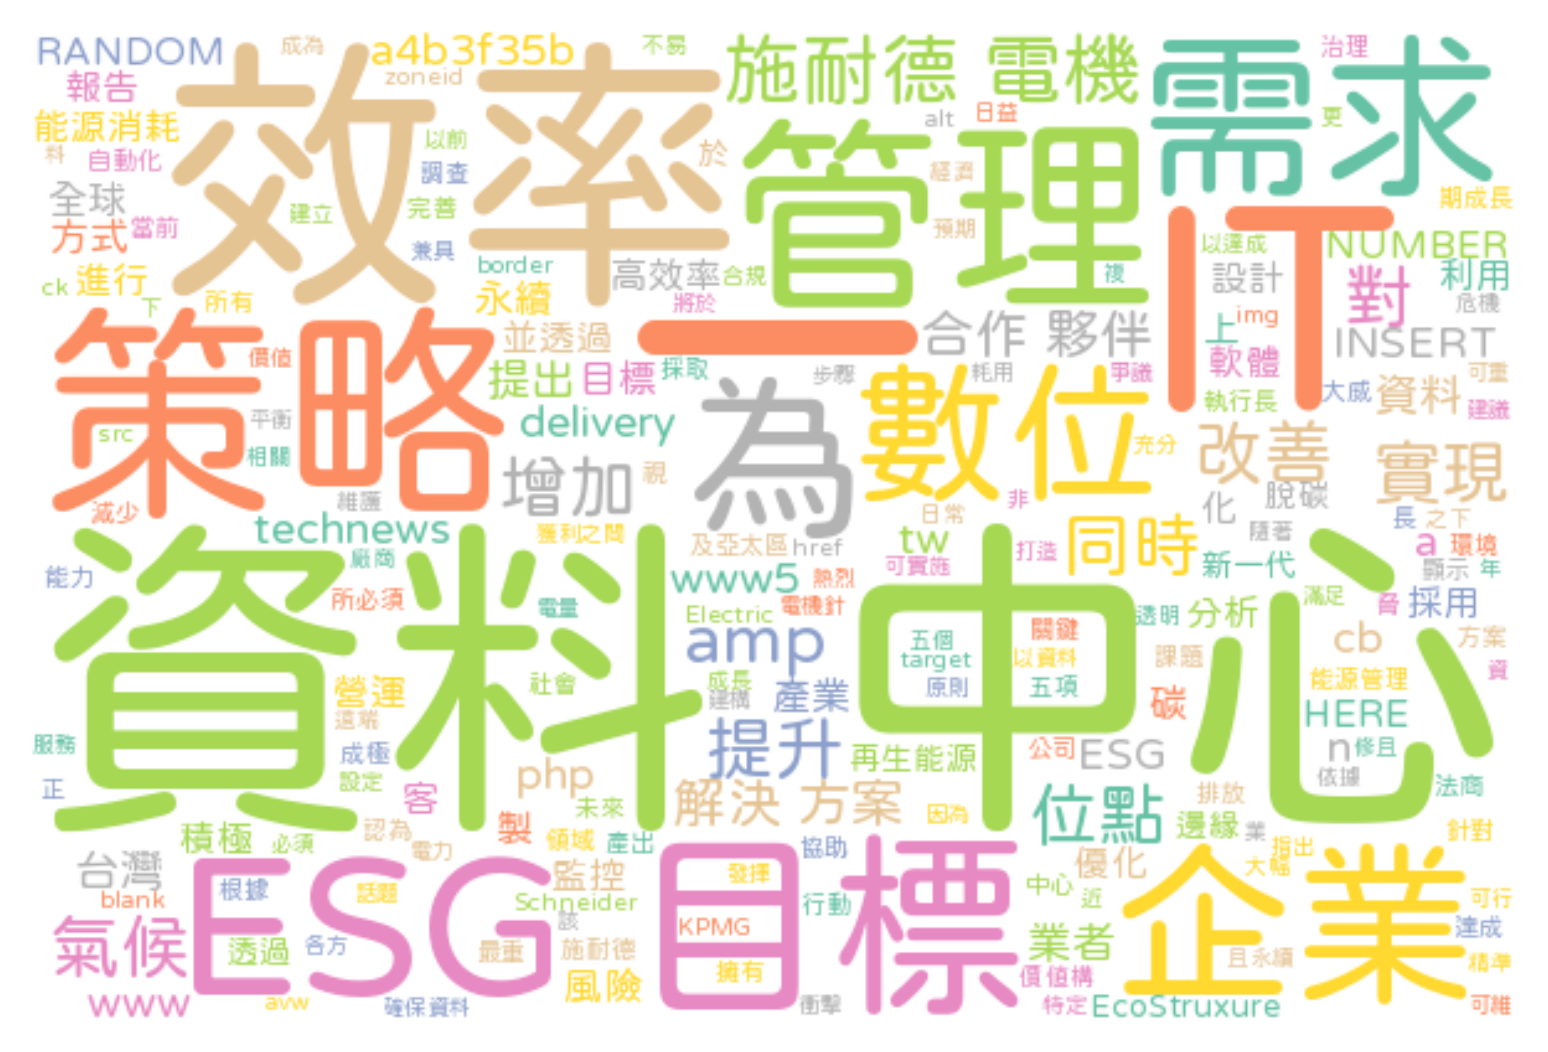 RANDOM 成為 a4b3f35b 不易 施耐德 電機 需求 治理
報告 zoneid 效率 管理 alt 日益 更
能源消耗 以前 於
料 自動化 調查 經濟
全球 建立 完善 預期 期成長
方式 當前 兼具 以達成 NUMBER
ck 進行 border 高效率 合規 複 IT 設計 對 利用
下 所有 永續 將於 一 上 img 危機
策略 價值 並透過 合作 夥伴 軟體 INSERT
提出 目標 採取 步驟 耗用 爭議 大威 資料 可重
平衡 delivery 為 數位 執行長 建議
src 相關 增加 視 充分 改善 實現
減少 維護 日常 非 化 脫碳
technews 獲利之間 及亞太區 href tw 打造 同時 隨著 長 之下
資料中心 廠商 www5 熱烈 可實施 新一代 a 環境
能力 所必須 電量 Electric 電機針 透明 分析 滿足 顯示 年
amp 五個 關鍵 脅 採用
target 以資料 課題 cb 方案
營運 社會 成長 建構 產業 原則 五項 碳 能源管理 資
遠端 HERE
服務 成極 提升 再生能源 公司 ESG n 修且
正 設定 php 客 依據 法商
未來 解決 方案 因為 位點 排放
積極 必須 認為 製 領域 產出 邊緣 業 針對
台灣 電力 協助 優化 指出 大幅
blank 根據 ESG 話題 監控 目標 發揮 中心 近 企業 可行
氣候 Schneider 該 KPMG 行動 業者 達成
透過 各方 最重 施耐德 擁有 且永續 精準
www avw 確保資料 風險 衝擊 價值構 特定 EcoStruxure 可維